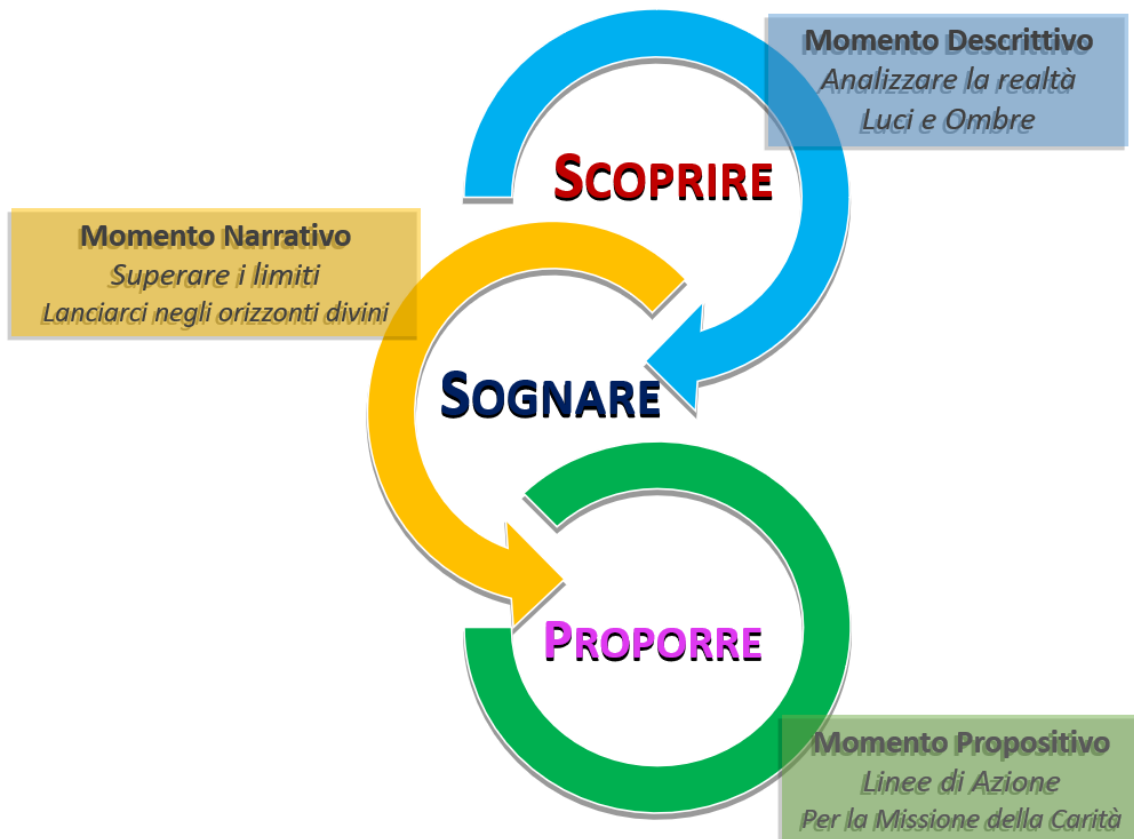 Momento Descrittivo
Analizzare la realtà
Luci e Ombre
SCOPRIRE
Momento Narrativo
Superare i limiti
Lanciarci negli orizzonti divini
SOGNARE
PROPORRE
Momento Propositivo
Linee di Azione
Per la Missione della Carità